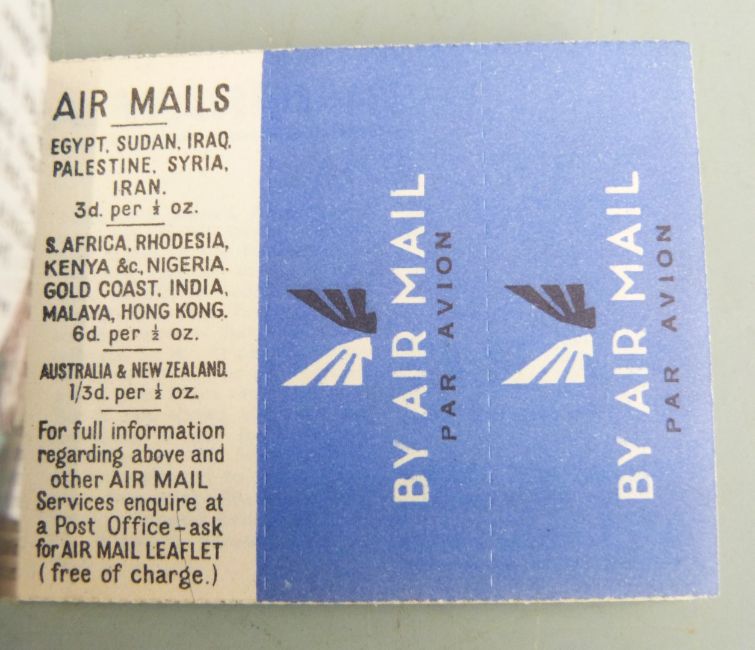 AIR MAILS
EGYPT, SUDAN, IRAQ,
PALESTINE, SYRIA,
IRAN.
3d. per ½ oz.
S. AFRICA, RHODESIA,
KENYA &c., NIGERIA,
GOLD COAST, INDIA,
MALAYA, HONG KONG.
6d. per ½ oz.
AUSTRALIA & NEW ZEALAND.
1/3d. per ½ oz.
For full information
regarding above and
other AIR MAIL
Services enquire at
a Post Office - ask
for AIR MAIL LEAFLET
(free of charge.)
BY AIR MAIL
PAR AVION
BY AIR MAIL
PAR AVION